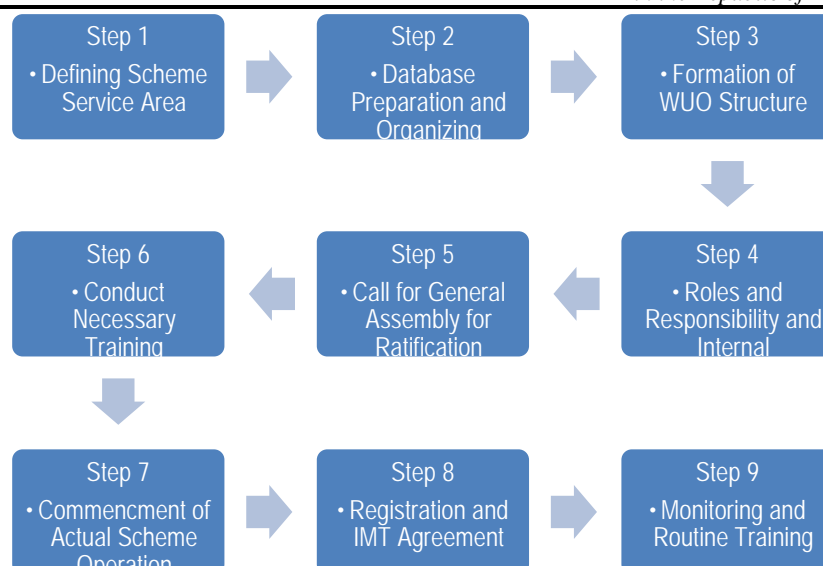 Step 1
• Defining Scheme
Service Area
Step 2
• Database
Preparation and
Organizing
Step 3
• Formation of
WUO Structure
Step 6
• Conduct
Necessary
Training
Step 5
• Call for General
Assembly for
Ratification
Step 4
• Roles and
Responsibility and
Internal
Step 7
• Commencment of
Actual Scheme
Operation
Step 8
• Registration and
IMT Agreement
Step 9
• Monitoring and
Routine Training